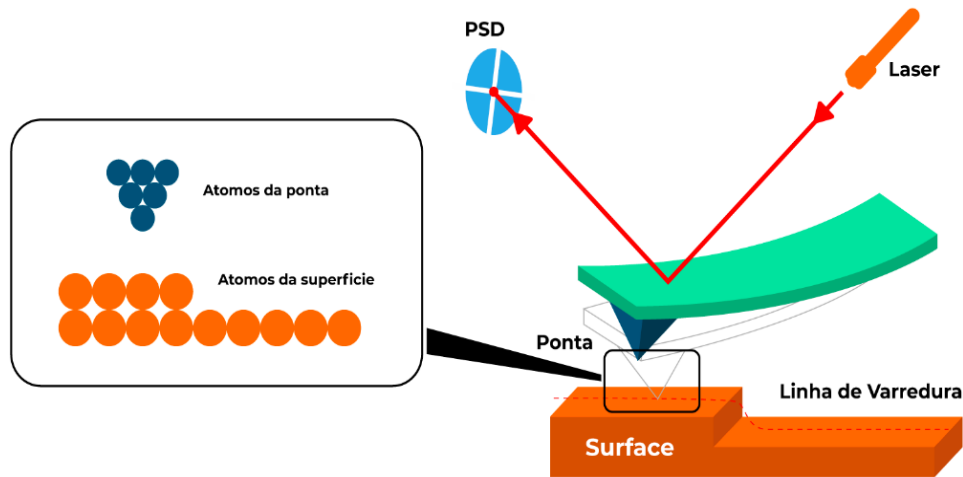 PSD
Laser
Atomos da ponta
Atomos da superficie
Ponta
Linha de Varredura
Surface